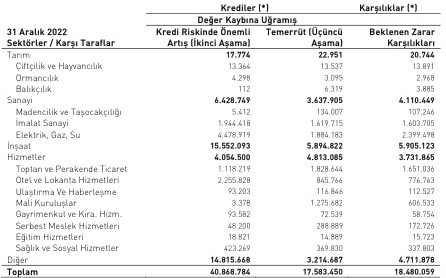 Krediler (*) Karşılıklar (*)
Değer Kaybına Uğramış
31 Aralık 2022 Kredi Riskinde Önemli Temerrüt (Üçüncü Beklenen Zarar
Sektörler / Karşı Taraflar Artış (İkinci Aşama) Aşama) Karşılıkları
Tarım 17.774 22.951 20.744
Çiftçilik ve Hayvancılık 13.364 13.537 13.891
Ormancılık 4.298 3.095 2.968
Balıkçılık 112 6.319 3.885
Sanayi 6.428.749 3.637.905 4.110.449
Madencilik ve Taşocakçılığı 5.412 134.007 107.246
İmalat Sanayi 1.944.418 1.619.715 1.603.705
Elektrik, Gaz, Su 4.478.919 1.884.183 2.399.498
İnşaat 15.552.093 5.894.822 5.905.123
Hizmetler 4.054.500 4.813.085 3.731.865
Toptan ve Perakende Ticaret 1.118.219 1.828.644 1.651.036
Otel ve Lokanta Hizmetleri 2.255.828 845.766 776.763
Ulaştırma Ve Haberleşme 93.203 116.846 112.527
Mali Kuruluşlar 3.378 1.275.682 606.533
Gayrimenkul ve Kira. Hizm. 93.582 72.539 58.754
Serbest Meslek Hizmetleri 48.200 288.889 172.726
Eğitim Hizmetleri 18.821 14.889 15.723
Sağlık ve Sosyal Hizmetler 423.269 369.830 337.803
Diğer 14.815.668 3.214.687 4.711.878
Toplam 40.868.784 17.583.450 18.480.059